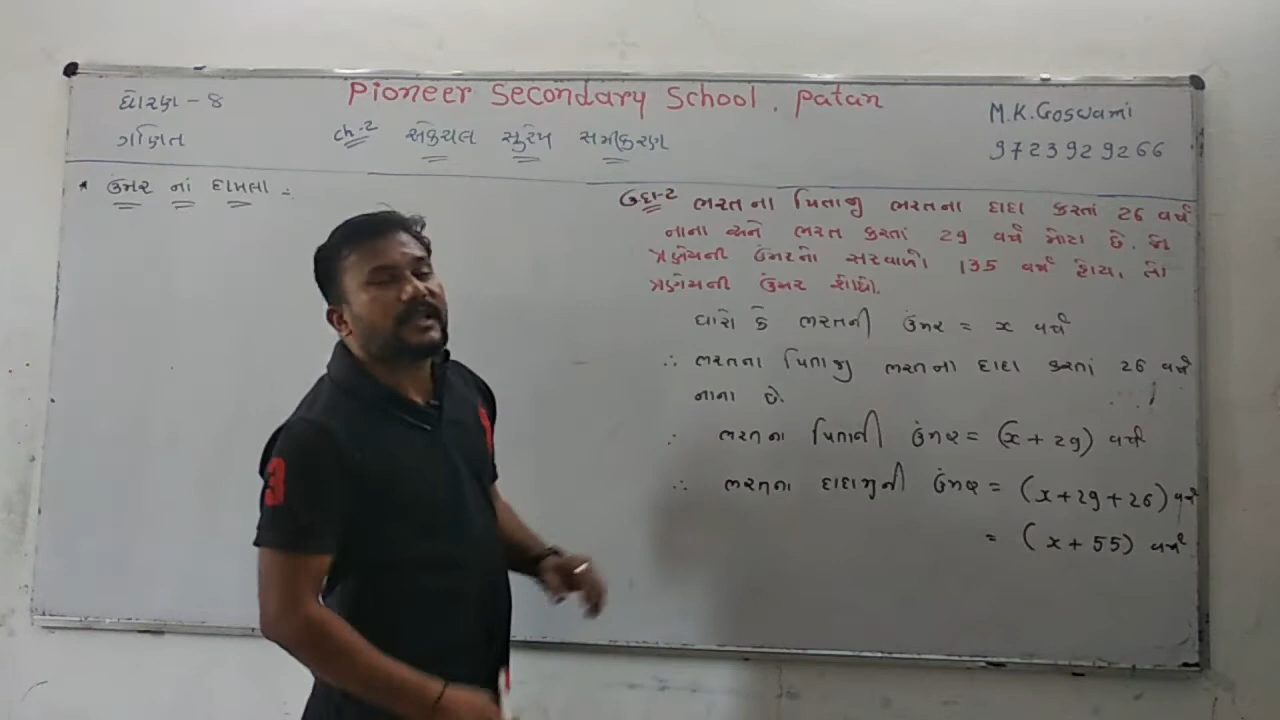 Pioneer Secondary School, Patan
ધોરણ - 8
M.K.Goswami
ગણિત
ch-2 એકચલ સુરેખ સમીકરણ
9723929266
* ઉંમર નાં દાખલા :
ઉદા-2 ભરતના પિતાજી ભરતના દાદા કરતાં 26 વર્ષ
નાના અને ભરત કરતાં 29 વર્ષ મોટા છે. જો
ત્રણેયની ઉંમરનો સરવાળો 135 વર્ષ હોય, તો
ત્રણેયની ઉંમર શોધો.
ધારો કે ભરતની ઉંમર = x વર્ષ
∴ ભરતના પિતાજી ભરતના દાદા કરતાં 26 વર્ષ
નાના છે.
∴ ભરતના પિતાની ઉંમર = (x + 29) વર્ષ
∴ ભરતના દાદાજીની ઉંમર = (x + 29 + 26) વર્ષ
= (x + 55) વર્ષ
3